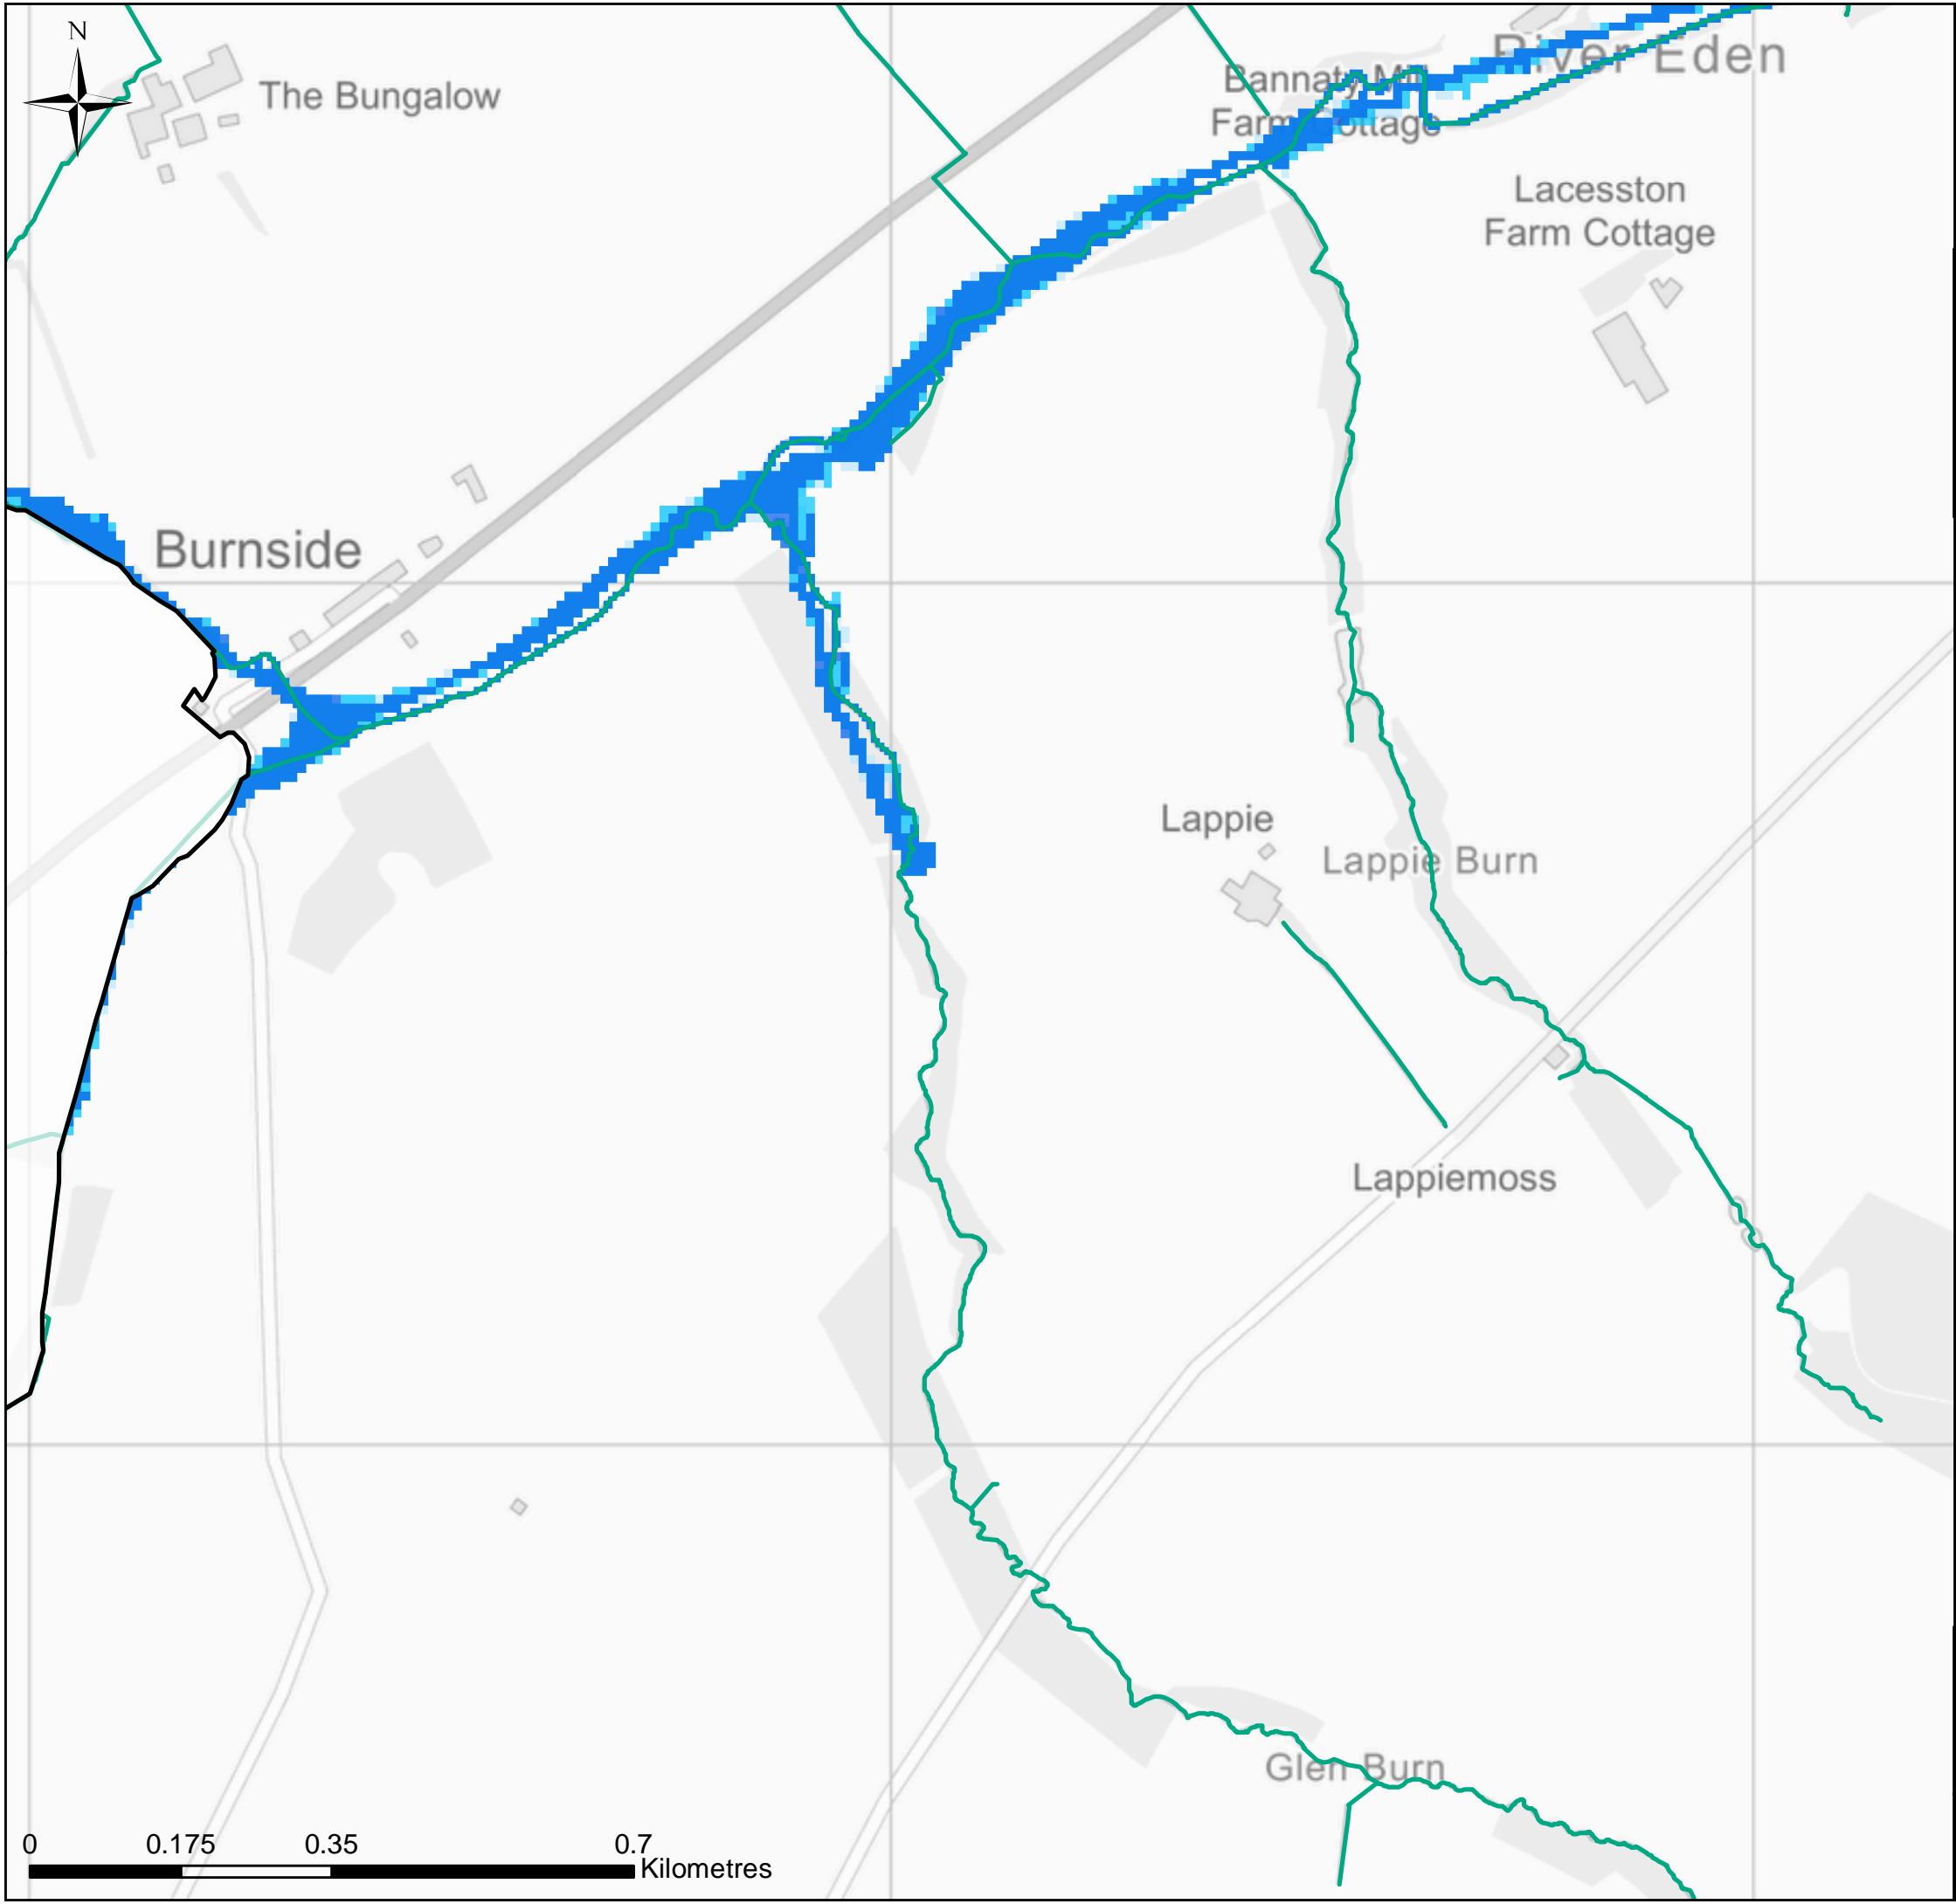 N
The Bungalow
River Eden
Bannaty Mill
Farm Cottage
Lacesston
Farm Cottage
Burnside
Lappie
Lappie Burn
Lappiemoss
Glen Burn
0 0.175 0.35 0.7
Kilometres